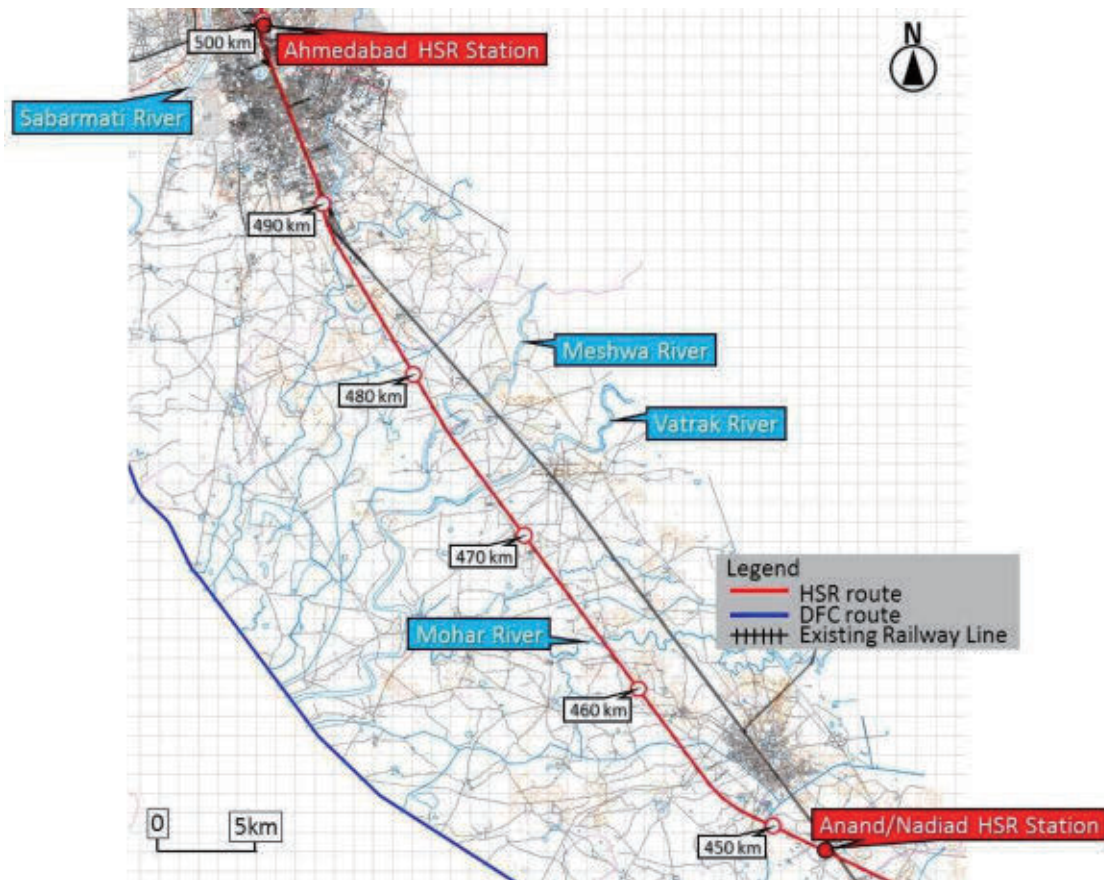 N
500 km
Ahmedabad HSR Station
Sabarmati River
490 km
Meshwa River
480 km
Vatrak River
470 km
Legend
HSR route
DFC route
Existing Railway Line
Mohar River
460 km
0
5km
Anand/Nadiad HSR Station
450 km